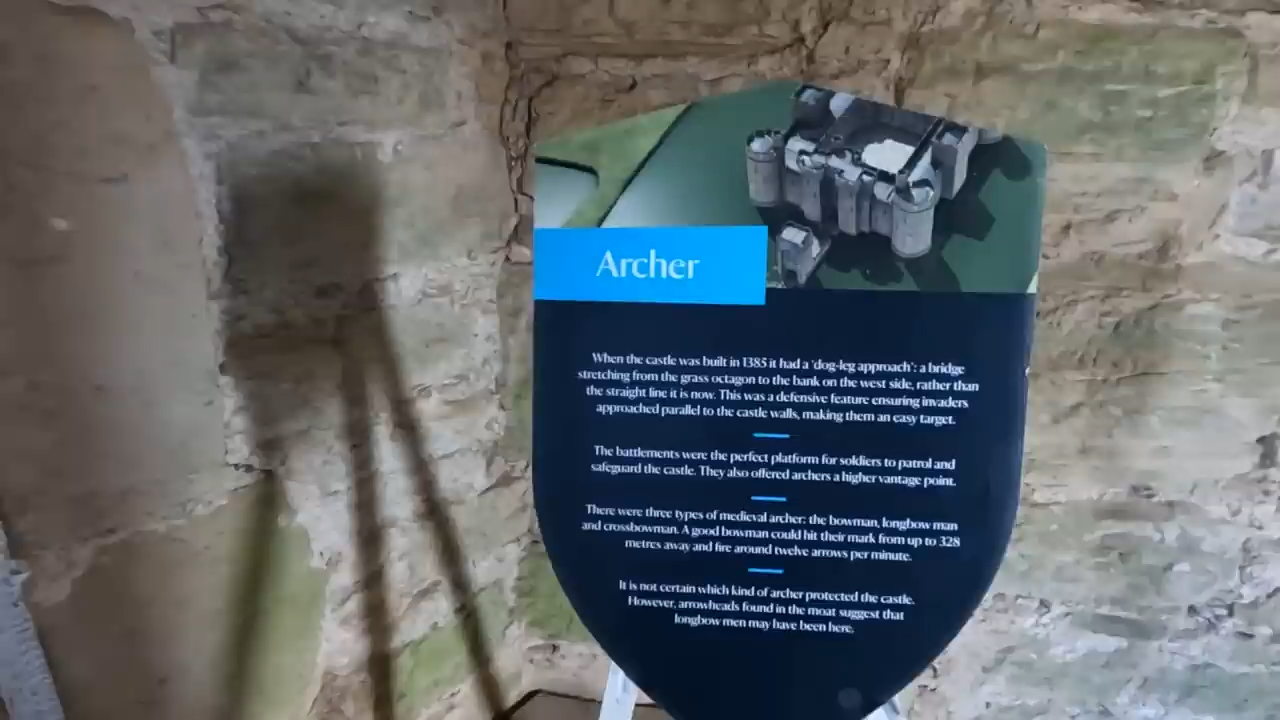 Archer
When the castle was built in 1385 it had a 'dog-leg approach': a bridge
stretching from the grass octagon to the bank on the west side, rather than
the straight line it is now. This was a defensive feature ensuring invaders
approached parallel to the castle walls, making them an easy target.
The battlements were the perfect platform for soldiers to patrol and
safeguard the castle. They also offered archers a higher vantage point.
There were three types of medieval archer: the bowman, longbow man
and crossbowman. A good bowman could hit their mark from up to 328
metres away and fire around twelve arrows per minute.
It is not certain which kind of archer protected the castle.
However, arrowheads found in the moat suggest that
longbow men may have been here.